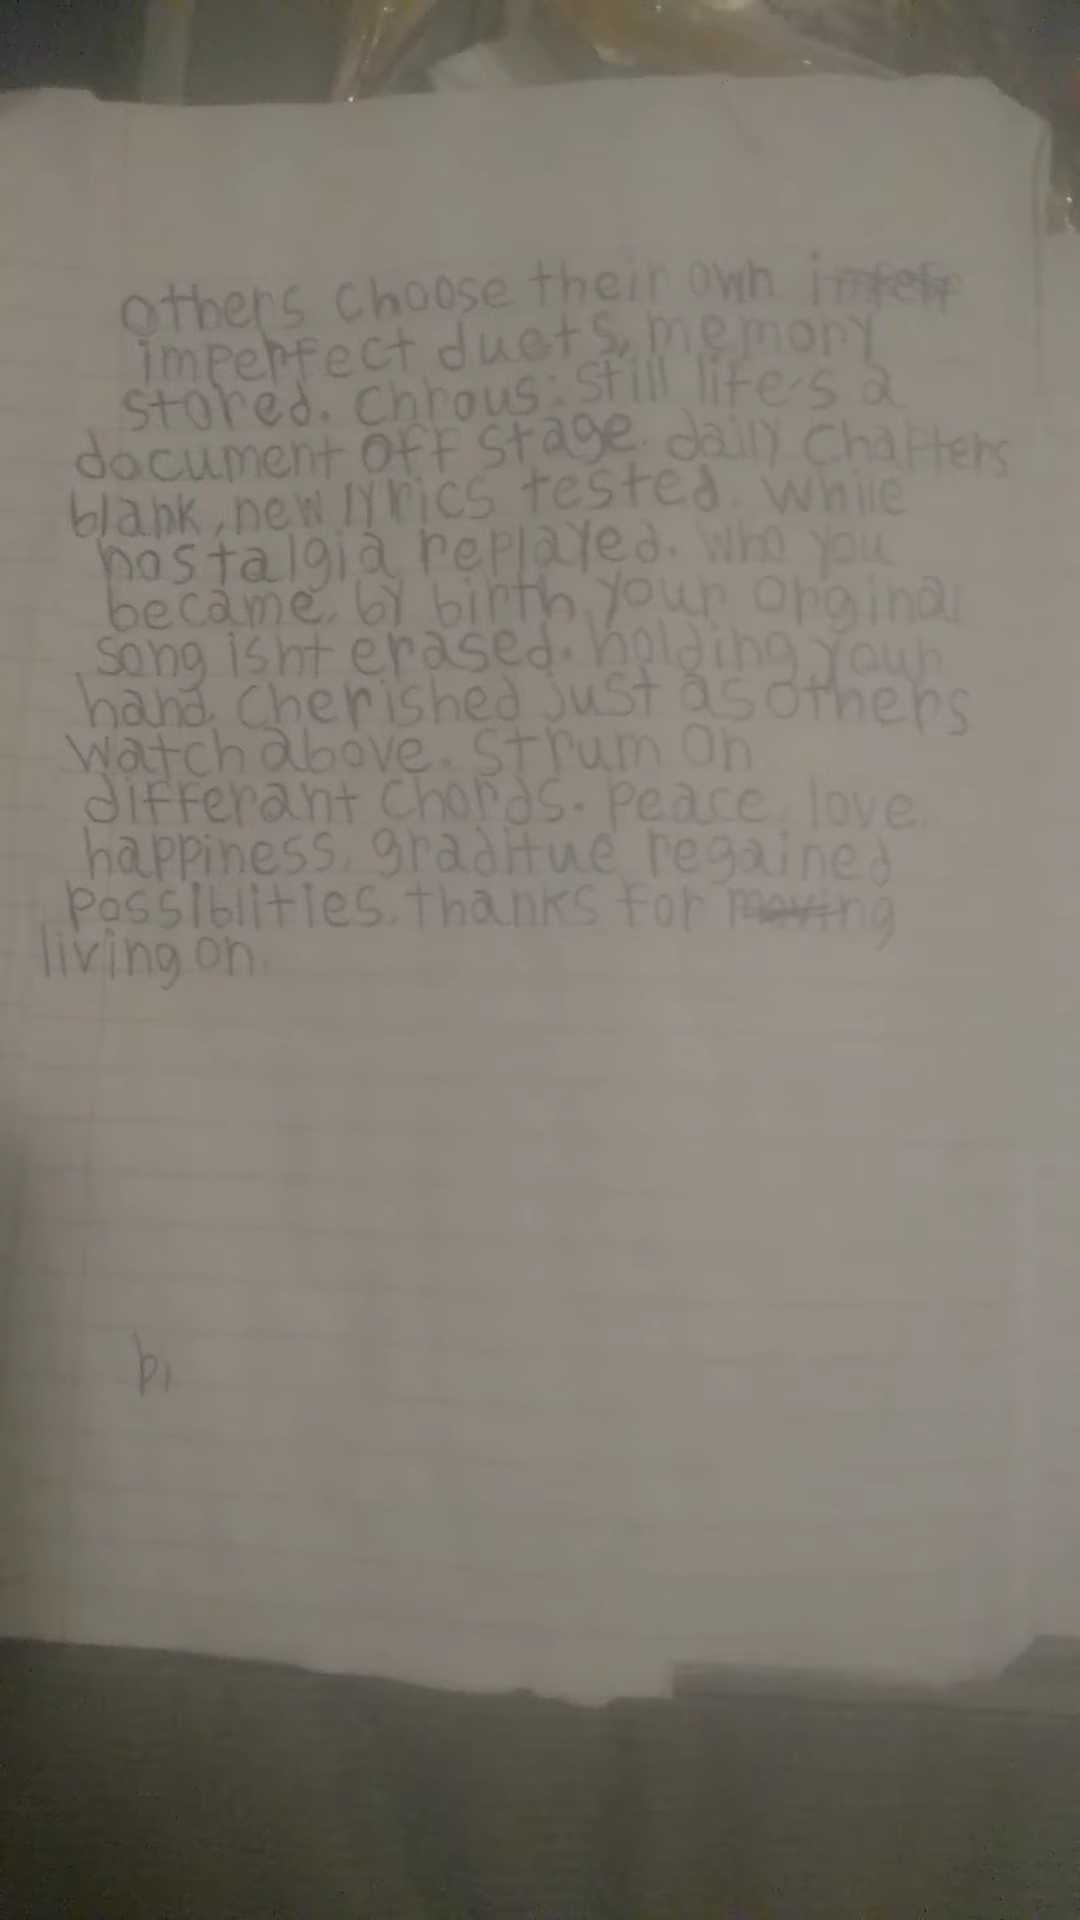 others choose their own
imperfect duets, memory
stored. Chrous: Still life's a
document off stage. daily Chapters
blank, new lyrics tested. While
nostalgia replayed. Who you
became, by birth, your orginal
song isnt erased. holding your
hand, cherished just as others
watch above. Strum on
differant chords. Peace, love,
happiness, graditue regained
possiblities. thanks for moving
living on.